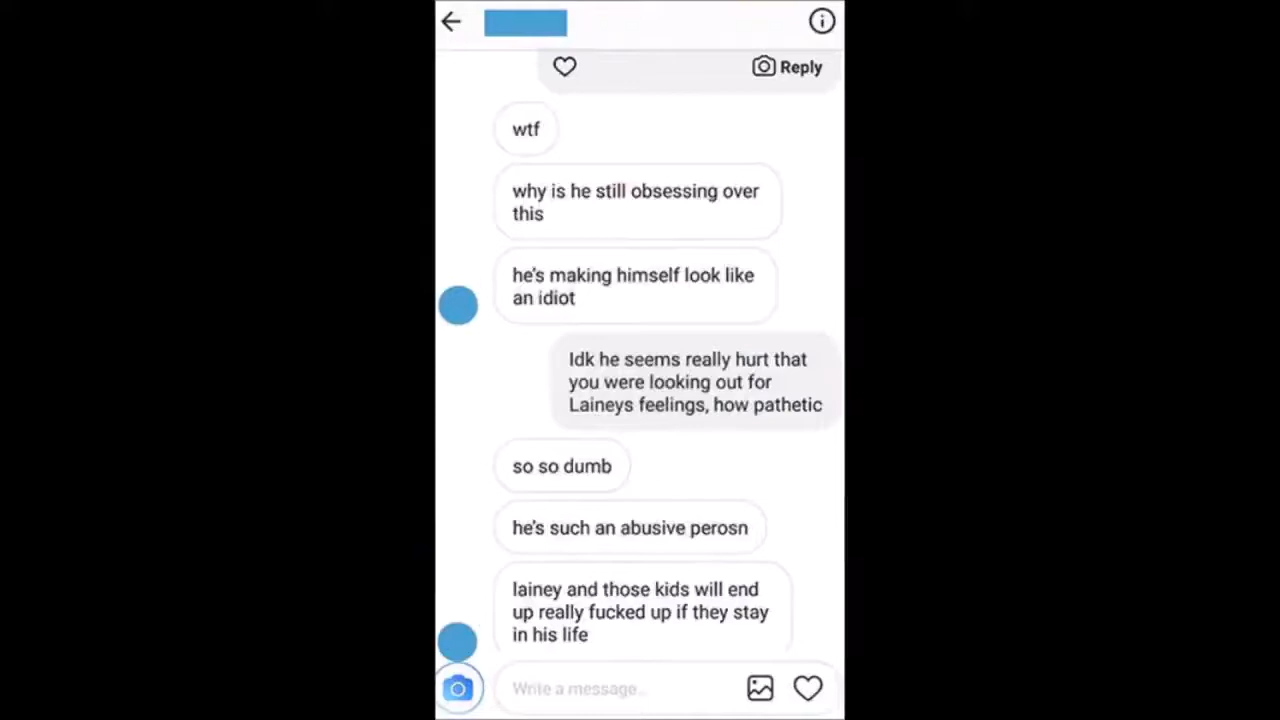 Reply
wtf
why is he still obsessing over
this
he's making himself look like
an idiot
Idk he seems really hurt that
you were looking out for
Laineys feelings, how pathetic
so so dumb
he's such an abusive perosn
lainey and those kids will end
up really fucked up if they stay
in his life
Write a message...